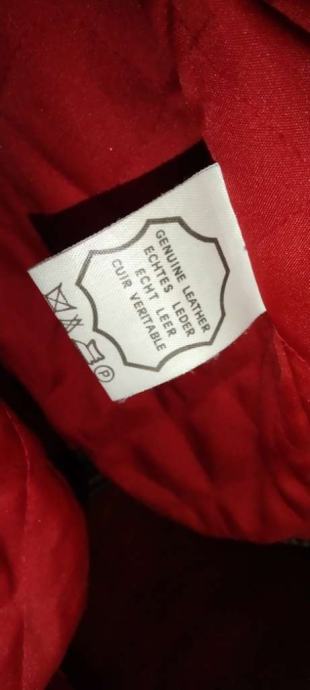 GENUINE LEATHER
ECHTES LEDER
ECHT LEER
CUIR VERITABLE
P